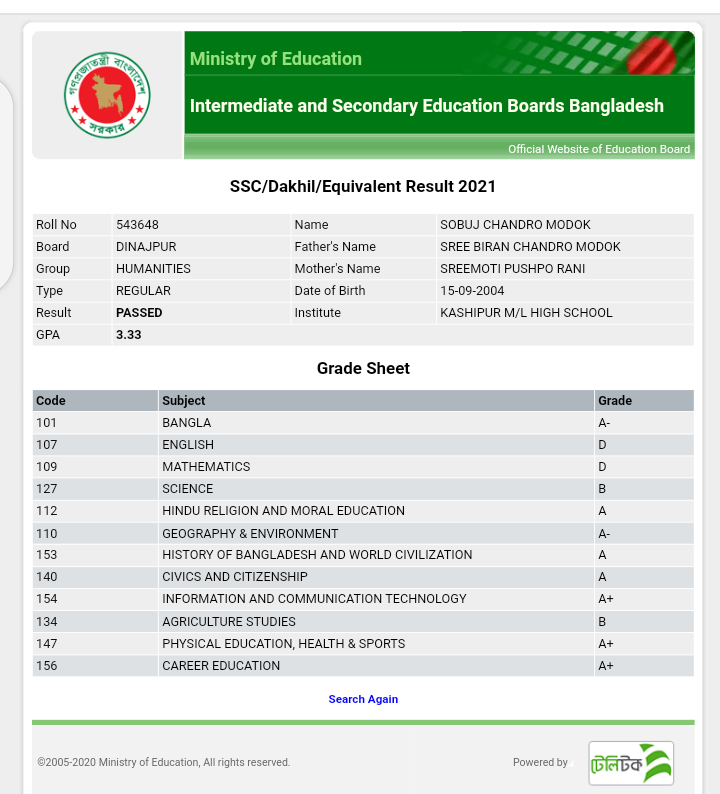 গণপ্রজাতন্ত্রী বাংলাদেশ
সরকার
Ministry of Education
Intermediate and Secondary Education Boards Bangladesh
Official Website of Education Board
SSC/Dakhil/Equivalent Result 2021
Roll No 543648 Name SOBUJ CHANDRO MODOK
Board DINAJPUR Father's Name SREE BIRAN CHANDRO MODOK
Group HUMANITIES Mother's Name SREEMOTI PUSHPO RANI
Type REGULAR Date of Birth 15-09-2004
Result PASSED Institute KASHIPUR M/L HIGH SCHOOL
GPA 3.33
Grade Sheet
Code Subject Grade
101 BANGLA A-
107 ENGLISH D
109 MATHEMATICS D
127 SCIENCE B
112 HINDU RELIGION AND MORAL EDUCATION A
110 GEOGRAPHY & ENVIRONMENT A-
153 HISTORY OF BANGLADESH AND WORLD CIVILIZATION A
140 CIVICS AND CITIZENSHIP A
154 INFORMATION AND COMMUNICATION TECHNOLOGY A+
134 AGRICULTURE STUDIES B
147 PHYSICAL EDUCATION, HEALTH & SPORTS A+
156 CAREER EDUCATION A+
Search Again
©2005-2020 Ministry of Education, All rights reserved. Powered by টেলিটক